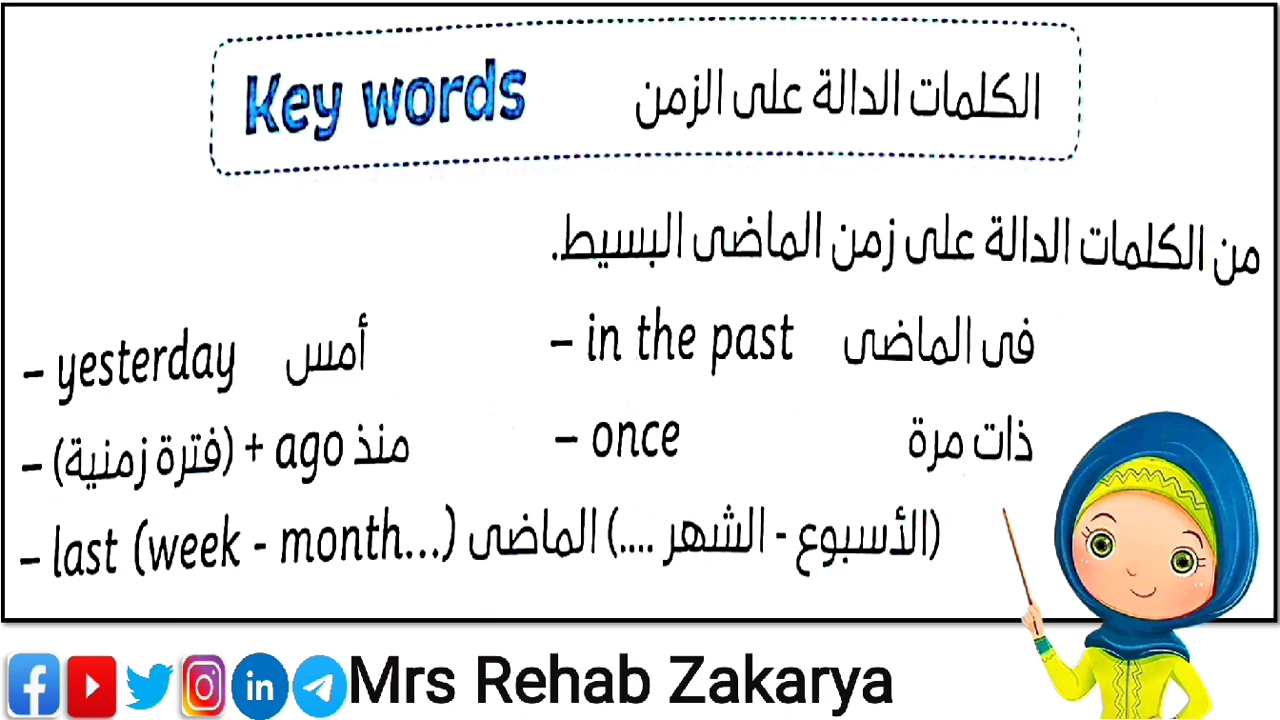 Key words الكلمات الدالة على الزمن
من الكلمات الدالة على زمن الماضى البسيط.
– yesterday أمس – in the past فى الماضى
– (فترة زمنية) + ago منذ – once ذات مرة
– last (week - month...) الماضى (الأسبوع - الشهر ....)
Mrs Rehab Zakarya